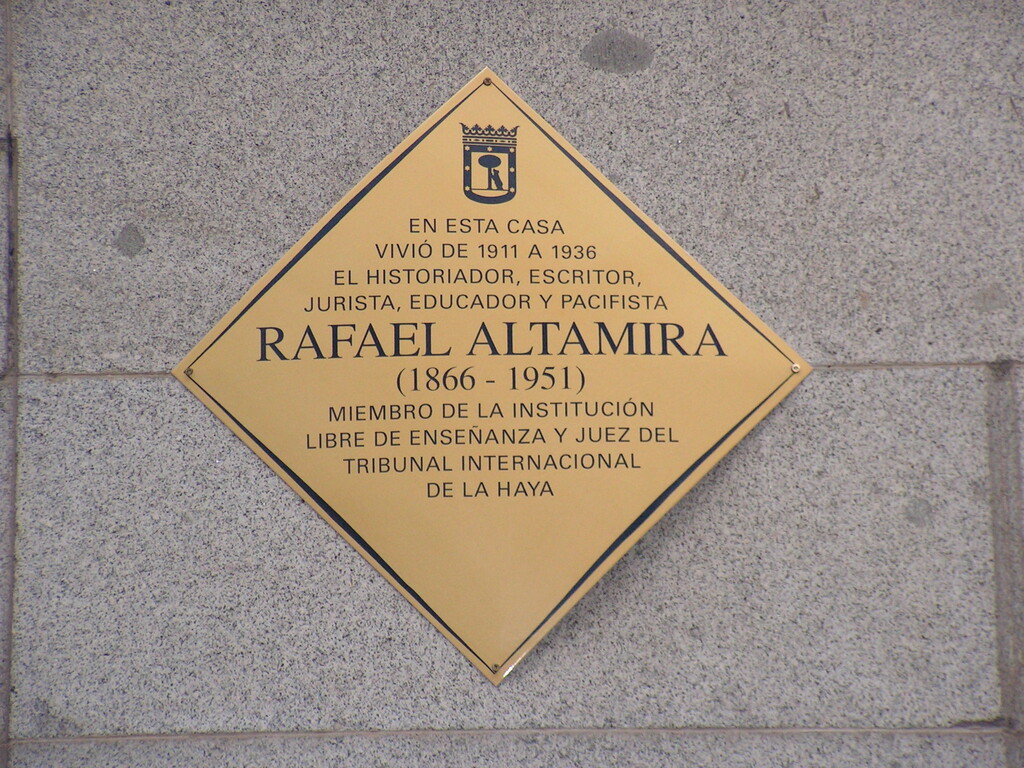 EN ESTA CASA
VIVIÓ DE 1911 A 1936
EL HISTORIADOR, ESCRITOR,
JURISTA, EDUCADOR Y PACIFISTA
RAFAEL ALTAMIRA
(1866 - 1951)
MIEMBRO DE LA INSTITUCIÓN
LIBRE DE ENSEÑANZA Y JUEZ DEL
TRIBUNAL INTERNACIONAL
DE LA HAYA